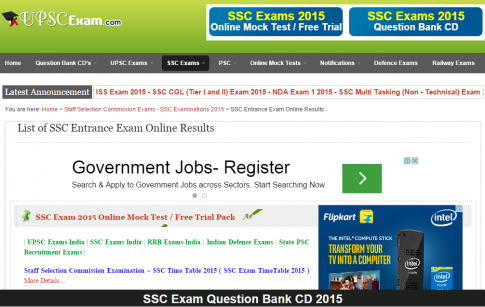 UPSCExam.com
SSC Exams 2015
Online Mock Test / Free Trial
SSC Exams 2015
Question Bank CD
Home
Question Bank CD's
UPSC Exams
SSC Exams
PSC
Online Mock Tests
Notifications
Defence Exams
Railway Exams
Latest Announcement
ISS Exam 2015 - SSC CGL (Tier I and II) Exam 2015 - NDA Exam 1 2015 - SSC Multi Tasking (Non - Technical) Exam
You are here: Home > Staff Selection Commission Exams - SSC Examinations 2015 > SSC Entrance Exam Online Results
List of SSC Entrance Exam Online Results
Government Jobs- Register
Search & Apply to Government Jobs across Sectors. Start Searching Now
SSC Exam 2015 Online Mock Test / Free Trial Pack
| UPSC Exams India | SSC Exams India | RRB Exams India | Indian Defence Exams | State PSC
Recruitment Exams |
Staff Selection Commission Examination – SSC Time Table 2015 ( SSC Exam TimeTable 2015 )
More Details...
Flipkart
intel
THE INTEL® COMPUTE STICK
TRANSFORM YOUR
TV INTO A COMPUTER
SSC Exam Question Bank CD 2015